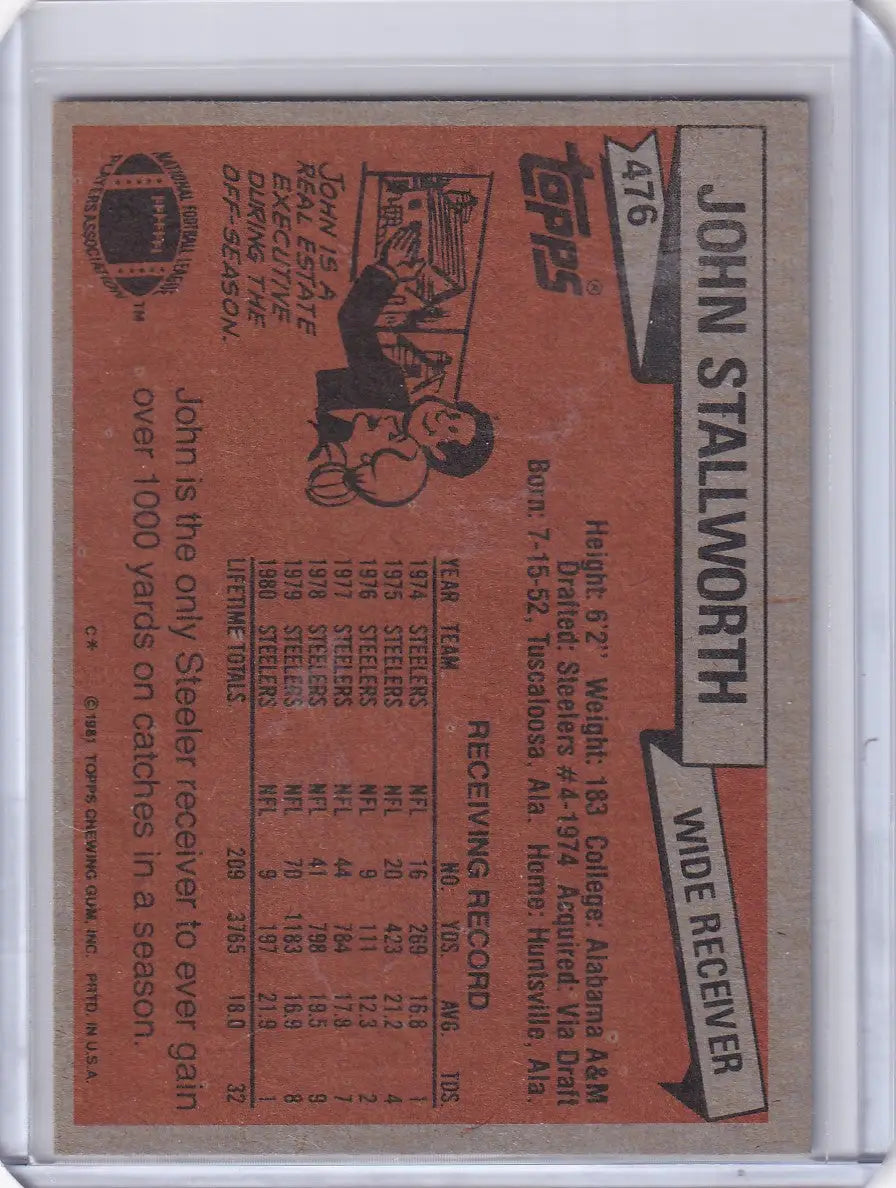 476
JOHN STALLWORTH
WIDE RECEIVER
TOPPS®
Height: 6'2" Weight: 183 College: Alabama A&M
Drafted: Steelers #4-1974 Acquired: Via Draft
Born: 7-15-52, Tuscaloosa, Ala. Home: Huntsville, Ala.
RECEIVING RECORD
YEAR TEAM NO. YDS. AVG. TDS.
1974 STEELERS NFL 16 269 16.8 1
1975 STEELERS NFL 20 423 21.2 4
1976 STEELERS NFL 9 111 12.3 2
1977 STEELERS NFL 44 784 17.8 7
1978 STEELERS NFL 41 798 19.5 9
1979 STEELERS NFL 70 1183 16.9 8
1980 STEELERS NFL 9 197 21.9 1
LIFETIME TOTALS 209 3765 18.0 32
JOHN IS A
REAL ESTATE
EXECUTIVE
DURING THE
OFF-SEASON.
NATIONAL FOOTBALL LEAGUE
PLAYERS ASSOCIATION
TM
John is the only Steeler receiver to ever gain
over 1000 yards on catches in a season.
C* © 1981 TOPPS CHEWING GUM, INC. PRTD. IN U.S.A.